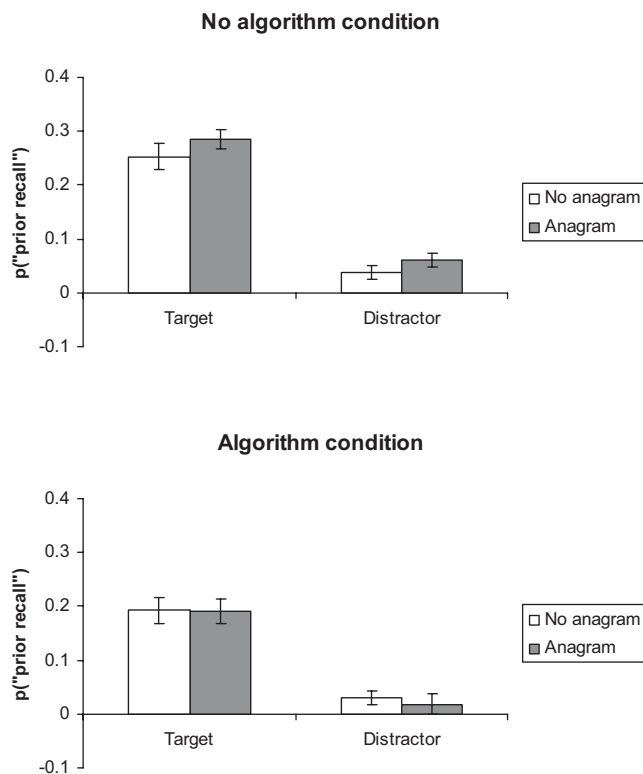 No algorithm condition
0.4
0.3
0.2
0.1
0
-0.1
p("prior recall")
Target Distractor
No anagram
Anagram
Algorithm condition
0.4
0.3
0.2
0.1
0
-0.1
p("prior recall")
Target Distractor
No anagram
Anagram